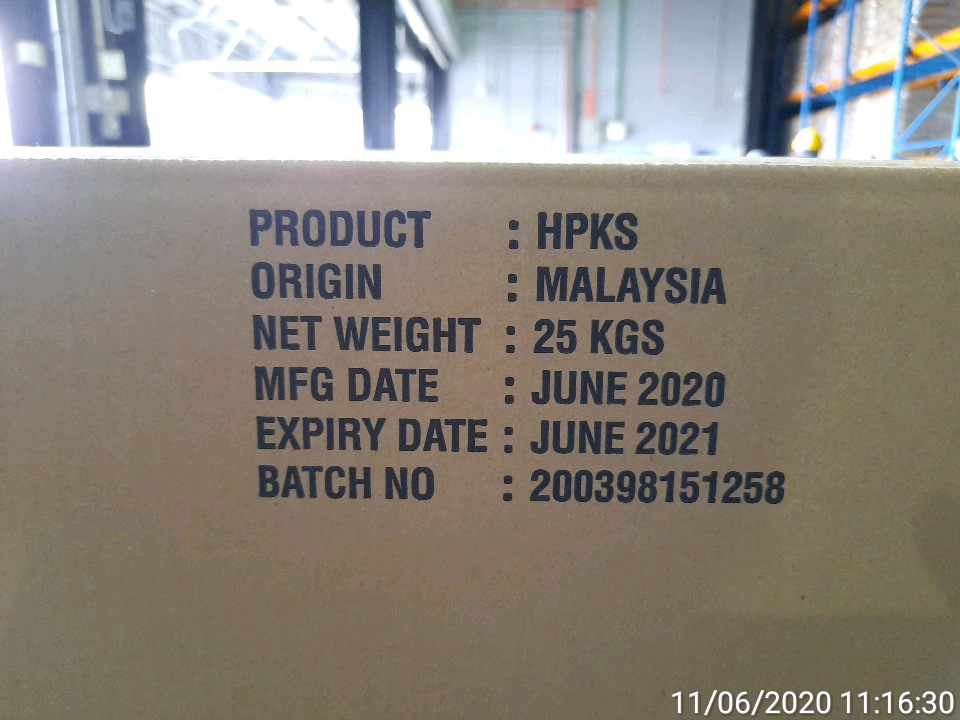 PRODUCT : HPKS
ORIGIN : MALAYSIA
NET WEIGHT : 25 KGS
MFG DATE : JUNE 2020
EXPIRY DATE : JUNE 2021
BATCH NO : 200398151258
11/06/2020 11:16:30